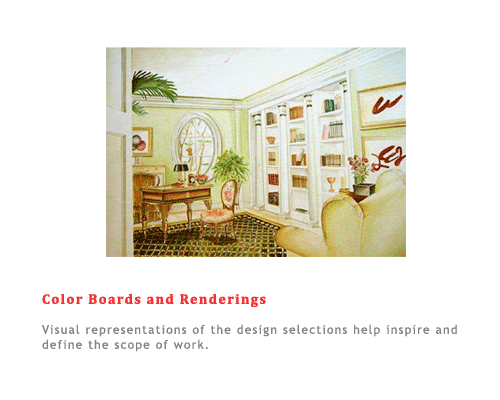 Color Boards and Renderings
Visual representations of the design selections help inspire and
define the scope of work.